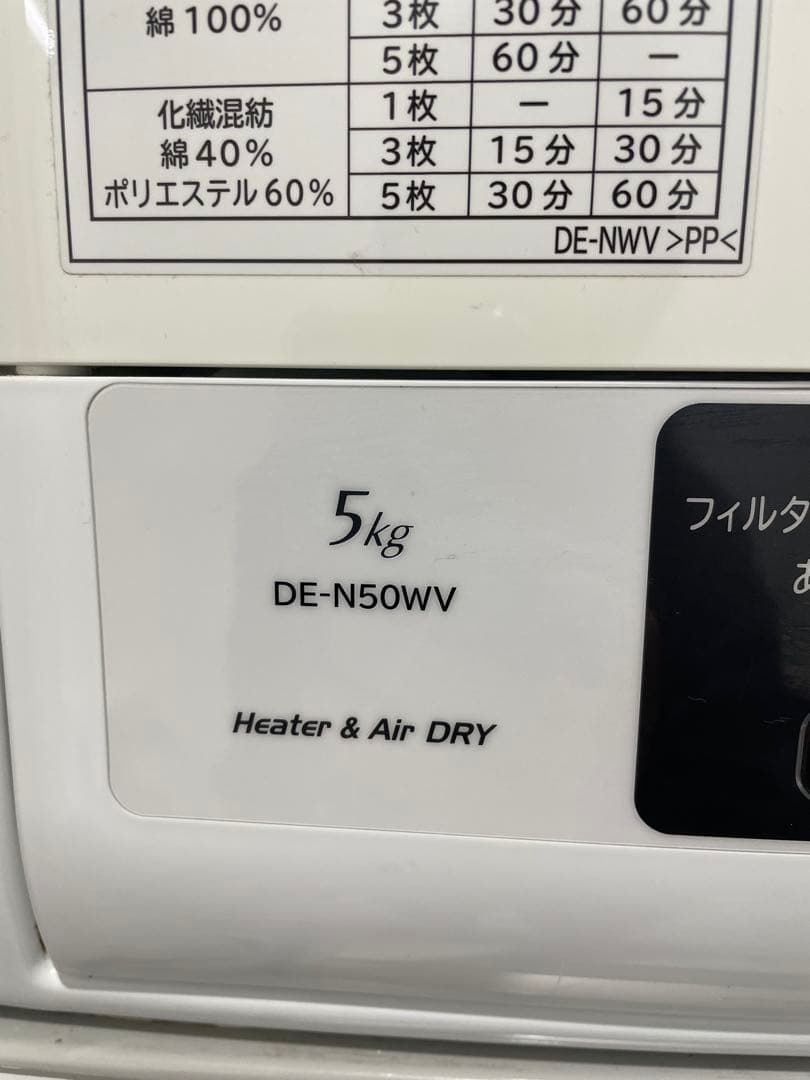 綿100% 3枚 30分 60分
5枚 60分 ー
化繊混紡
綿40%
ポリエステル60%
1枚 ー 15分
3枚 15分 30分
5枚 30分 60分
DE-NWV >PP<
5kg
DE-N50WV
Heater & Air DRY
フィルタ
あ